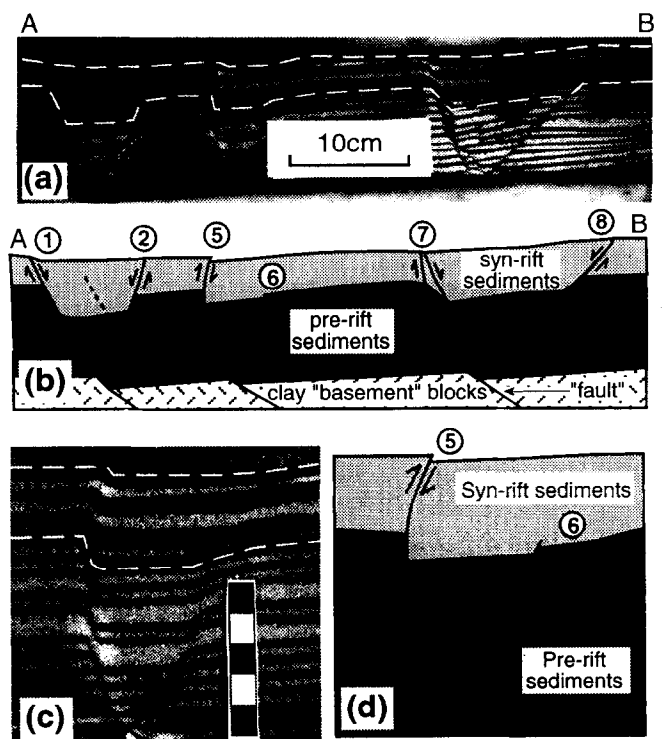 A B
10cm
(a)
A ① ② ⑤ ⑦ ⑧ B
⑥ syn-rift
sediments
pre-rift
sediments
(b)
clay "basement" blocks "fault"
⑤
Syn-rift sediments
⑥
Pre-rift
sediments
(c) (d)